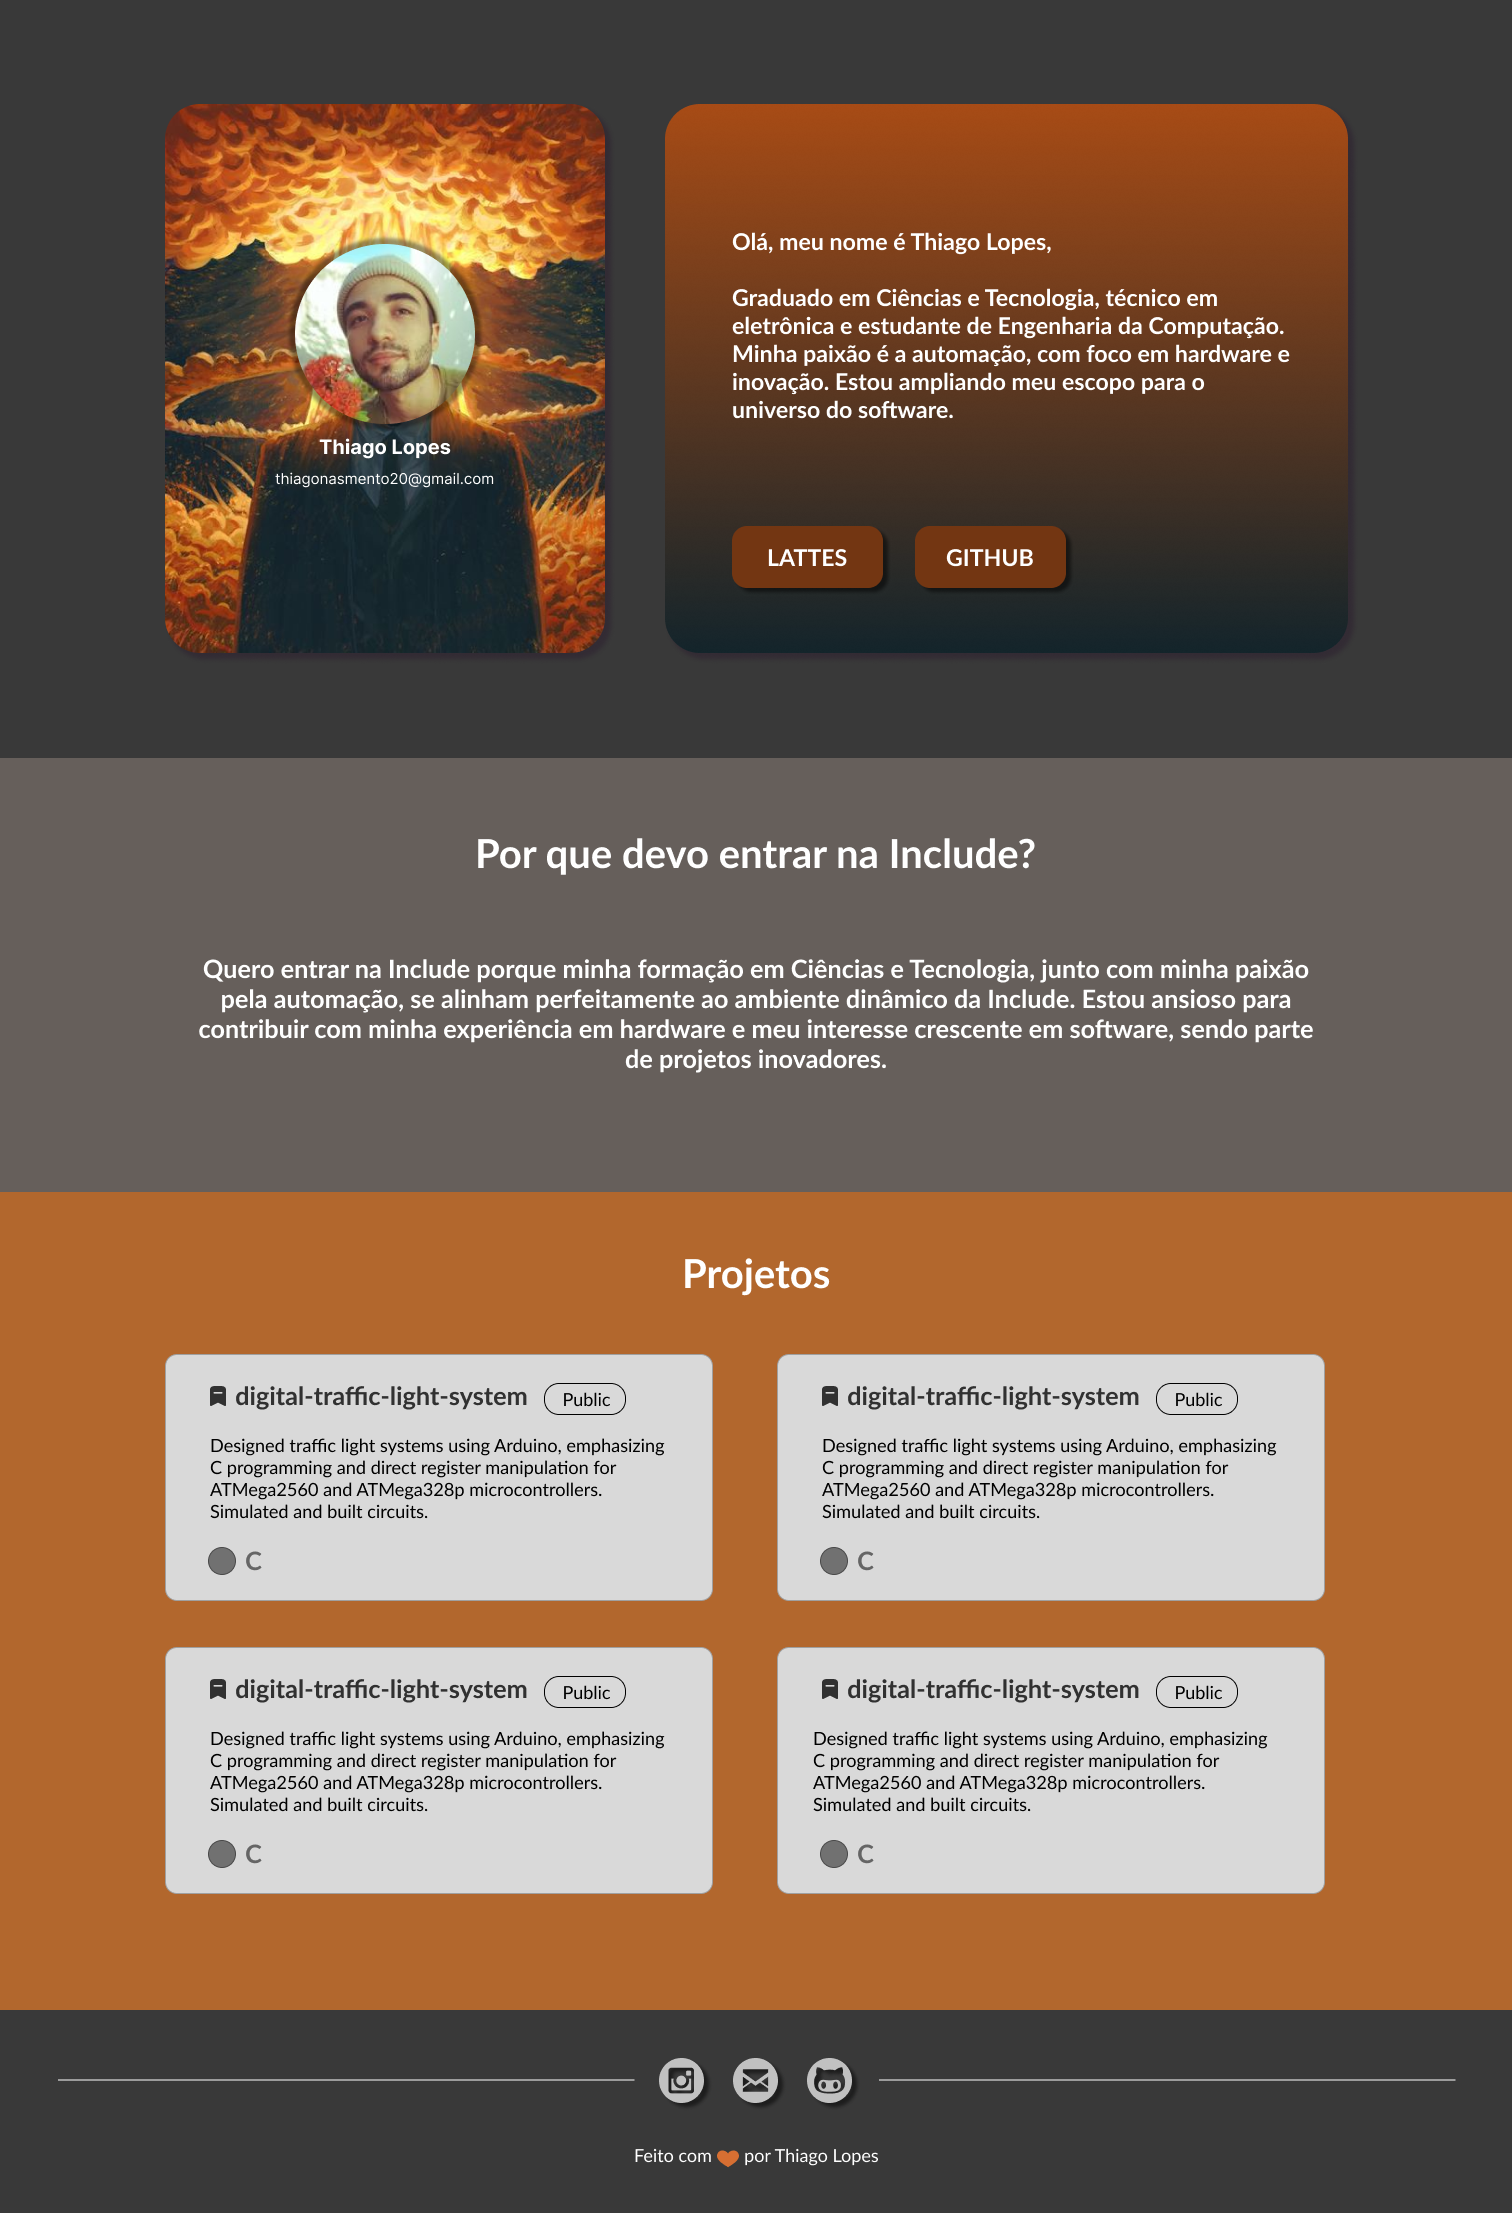 Thiago Lopes
thiagonasmento20@gmail.com
Olá, meu nome é Thiago Lopes,
Graduado em Ciências e Tecnologia, técnico em
eletrônica e estudante de Engenharia da Computação.
Minha paixão é a automação, com foco em hardware e
inovação. Estou ampliando meu escopo para o
universo do software.
LATTES
GITHUB
Por que devo entrar na Include?
Quero entrar na Include porque minha formação em Ciências e Tecnologia, junto com minha paixão
pela automação, se alinham perfeitamente ao ambiente dinâmico da Include. Estou ansioso para
contribuir com minha experiência em hardware e meu interesse crescente em software, sendo parte
de projetos inovadores.
Projetos
digital-traffic-light-system Public
Designed traffic light systems using Arduino, emphasizing
C programming and direct register manipulation for
ATMega2560 and ATMega328p microcontrollers.
Simulated and built circuits.
C
digital-traffic-light-system Public
Designed traffic light systems using Arduino, emphasizing
C programming and direct register manipulation for
ATMega2560 and ATMega328p microcontrollers.
Simulated and built circuits.
C
digital-traffic-light-system Public
Designed traffic light systems using Arduino, emphasizing
C programming and direct register manipulation for
ATMega2560 and ATMega328p microcontrollers.
Simulated and built circuits.
C
digital-traffic-light-system Public
Designed traffic light systems using Arduino, emphasizing
C programming and direct register manipulation for
ATMega2560 and ATMega328p microcontrollers.
Simulated and built circuits.
C
Feito com por Thiago Lopes